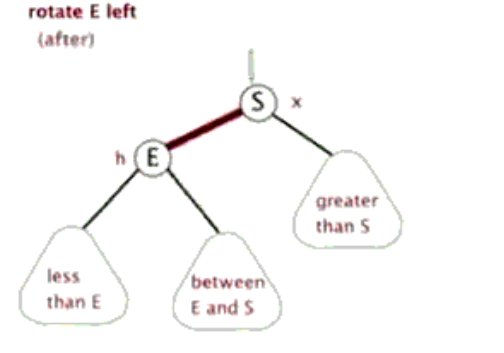 rotate E left
(after)
S x
h E
greater
than S
less
than E
between
E and S